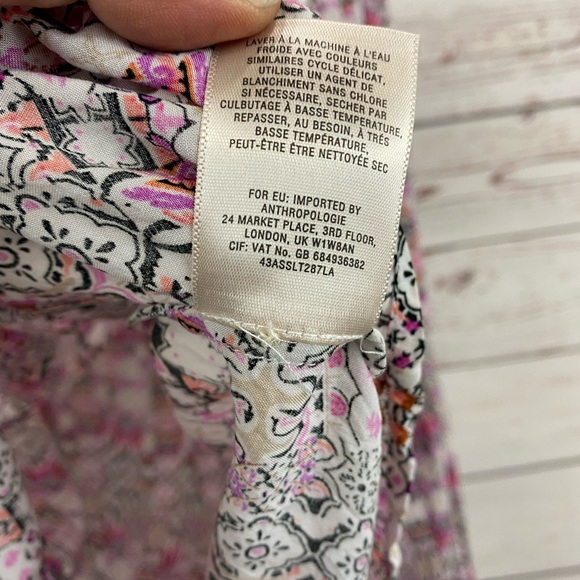 LAVER À LA MACHINE À L'EAU
FROIDE AVEC COULEURS
SIMILAIRES CYCLE DÉLICAT,
UTILISER UN AGENT DE
BLANCHIMENT SANS CHLORE
SI NÉCESSAIRE, SÉCHER PAR
CULBUTAGE À BASSE TEMPÉRATURE,
REPASSER, AU BESOIN, À TRÉS
BASSE TEMPÉRATURE,
PEUT-ÊTRE ÊTRE NETTOYÉE SEC
FOR EU: IMPORTED BY
ANTHROPOLOGIE
24 MARKET PLACE, 3RD FLOOR,
LONDON, UK W1W8AN
CIF: VAT No. GB 684936382
43ASSLT287LA